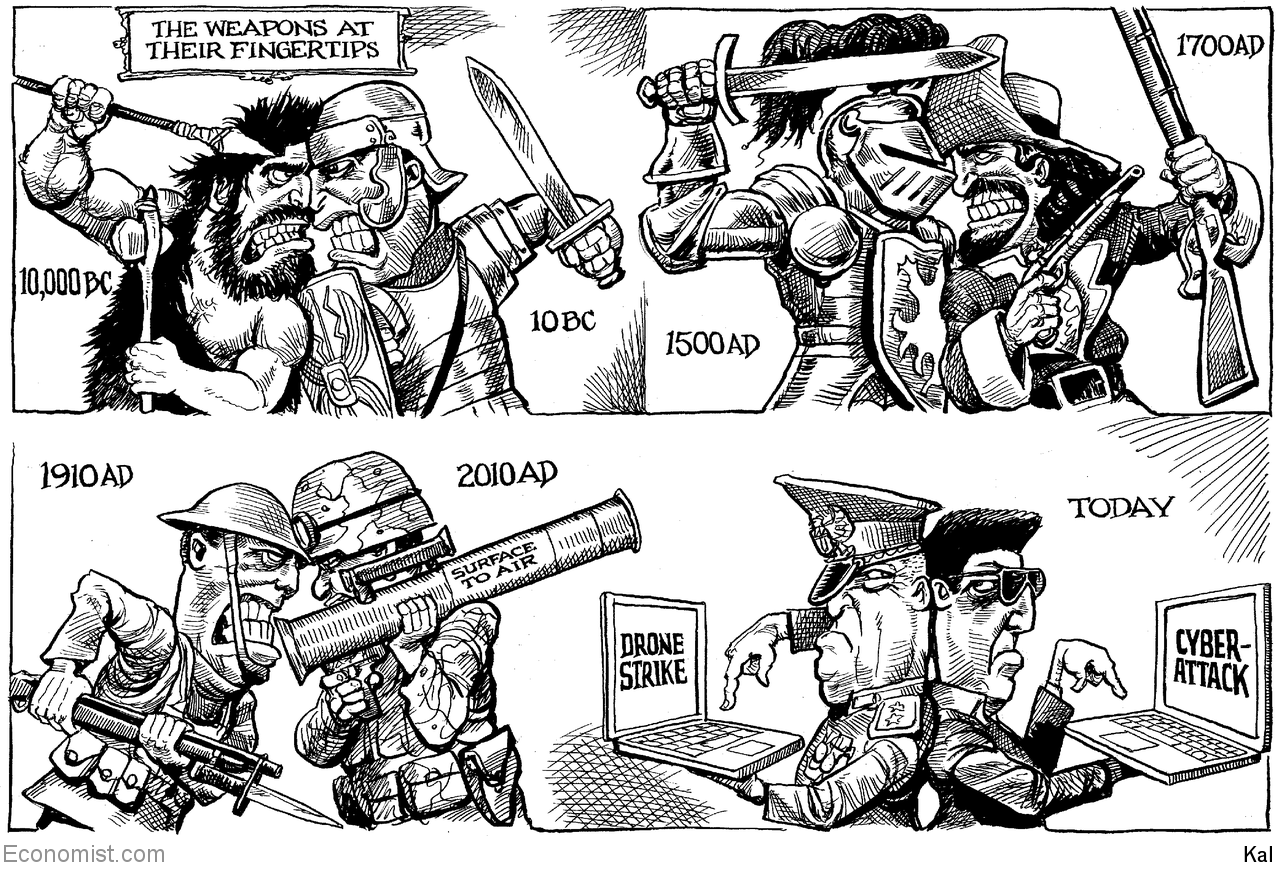 THE WEAPONS AT
THEIR FINGERTIPS
10,000 BC
10 BC
1500 AD
1700 AD
1910 AD
2010 AD
SURFACE
TO AIR
TODAY
DRONE
STRIKE
CYBER-
ATTACK
Economist.com
Kal